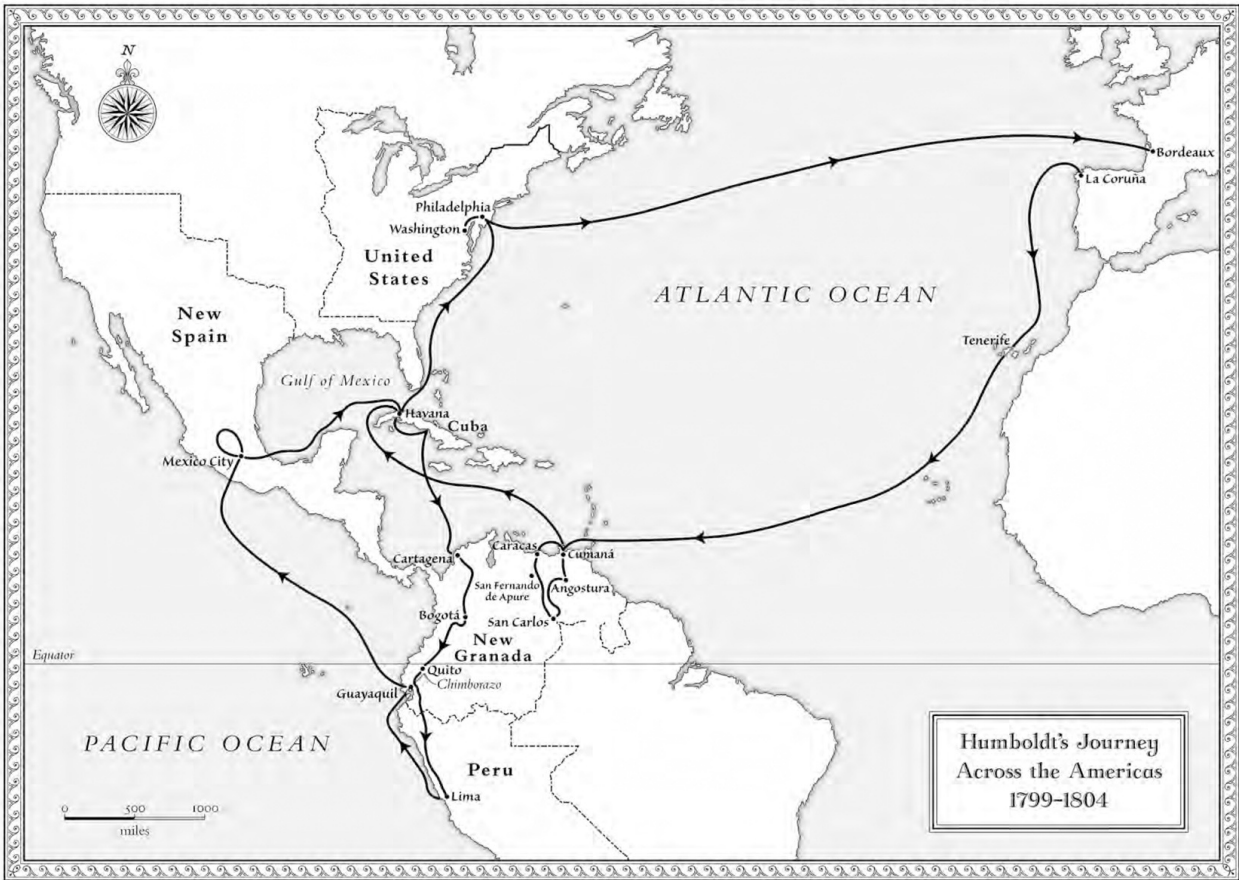 N
Bordeaux
La Coruña
Philadelphia
Washington
United
States
ATLANTIC OCEAN
New
Spain
Tenerife
Gulf of Mexico
Havana
Cuba
Mexico City
Cartagena
Caracas
Cumaná
San Fernando
de Apure
Angostura
Bogotá
San Carlos
New
Granada
Equator
Quito
Chimborazo
Guayaquil
PACIFIC OCEAN
Peru
Lima
0 500 1000
miles
Humboldt's Journey
Across the Americas
1799–1804